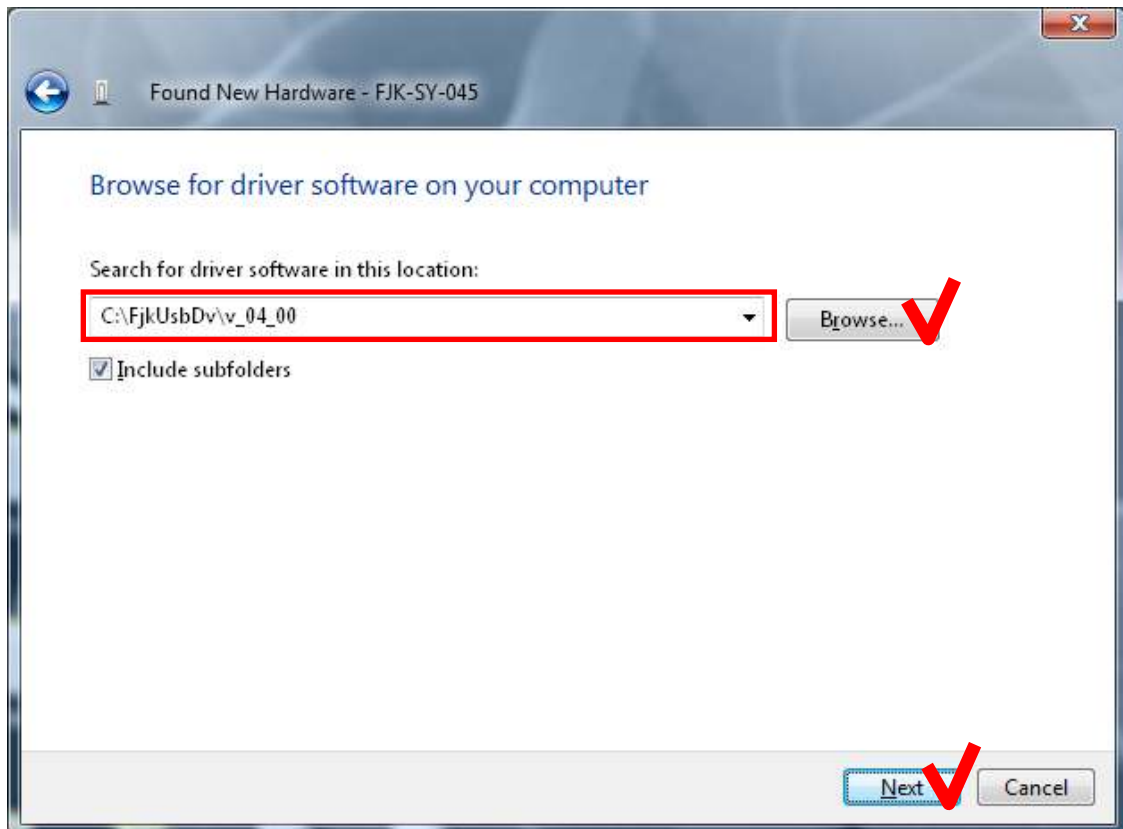 Found New Hardware - FJK-SY-045
Browse for driver software on your computer
Search for driver software in this location:
C:\FjkUsbDv\v_04_00
Browse...
Include subfolders
Next
Cancel